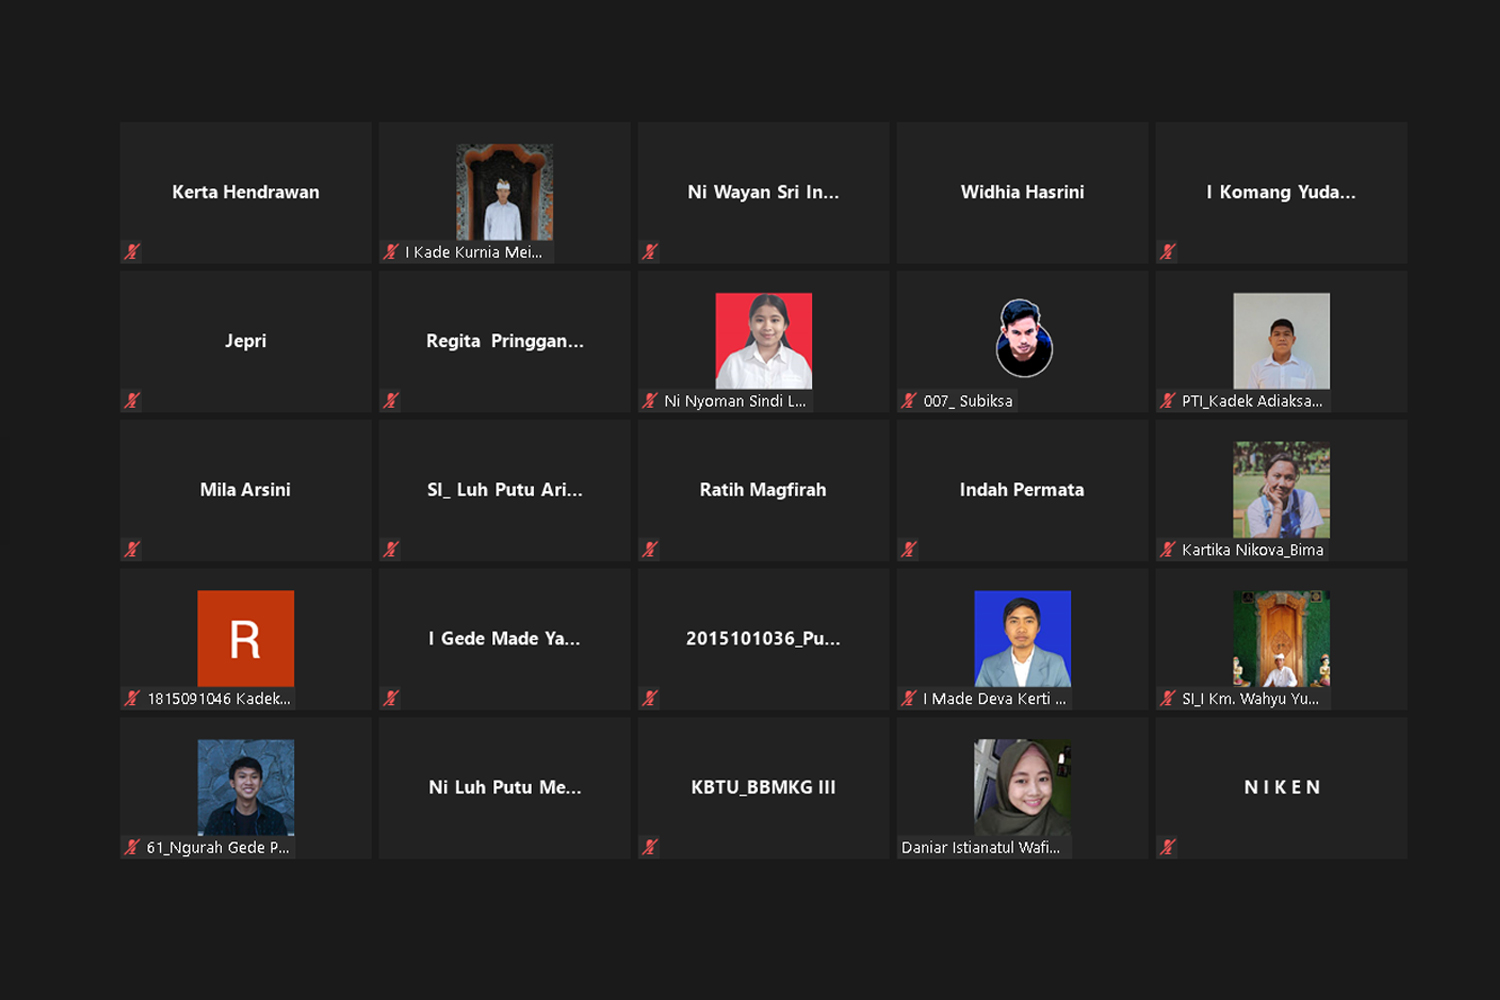 Kerta Hendrawan
I Kade Kurnia Mei...
Ni Wayan Sri In...
Widhia Hasrini
I Komang Yuda...
Jepri
Regita Pringgan...
Ni Nyoman Sindi L...
007_ Subiksa
PTI_Kadek Adiaksa...
Mila Arsini
SI_ Luh Putu Ari...
Ratih Magfirah
Indah Permata
Kartika Nikova_Bima
R
1815091046 Kadek...
I Gede Made Ya...
2015101036_Pu...
I Made Deva Kerti ...
SI_I Km. Wahyu Yu...
61_Ngurah Gede P...
Ni Luh Putu Me...
KBTU_BBMKG III
Daniar Istianatul Wafi...
N I K E N